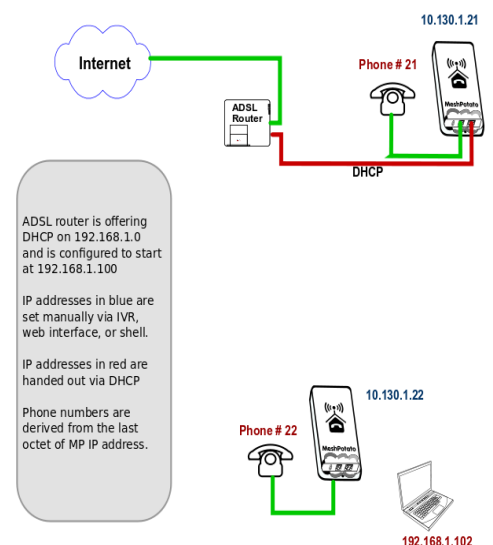 10.130.1.21
Internet
Phone # 21
MeshPotato
ADSL
Router
DHCP
ADSL router is offering
DHCP on 192.168.1.0
and is configured to start
at 192.168.1.100
IP addresses in blue are
set manually via IVR,
web interface, or shell.
IP addresses in red are
handed out via DHCP
Phone numbers are
derived from the last
octet of MP IP address.
10.130.1.22
Phone # 22
MeshPotato
192.168.1.102